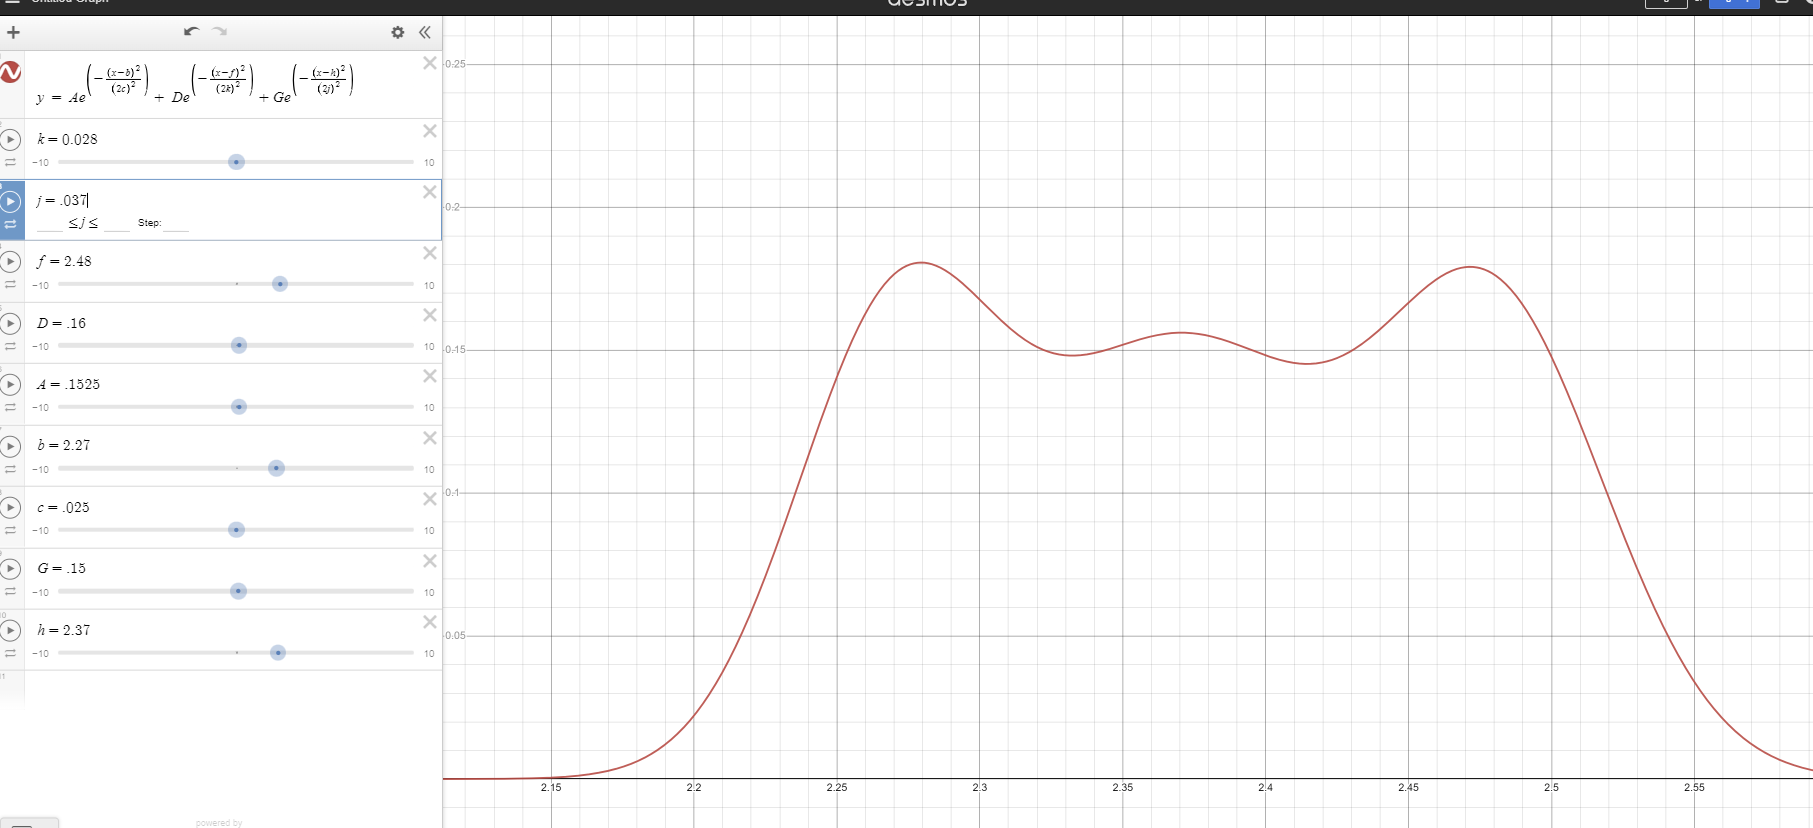 Untitled Graph
desmos
y = Ae^(-(x-b)²/(2c)²) + De^(-(x-f)²/(2k)²) + Ge^(-(x-h)²/(2j)²)
k = 0.028
-10 10
j = .037
≤ j ≤ Step:
f = 2.48
-10 10
D = .16
-10 10
A = .1525
-10 10
b = 2.27
-10 10
c = .025
-10 10
G = .15
-10 10
h = 2.37
-10 10
powered by
0.25
0.2
0.15
0.1
0.05
2.15 2.2 2.25 2.3 2.35 2.4 2.45 2.5 2.55